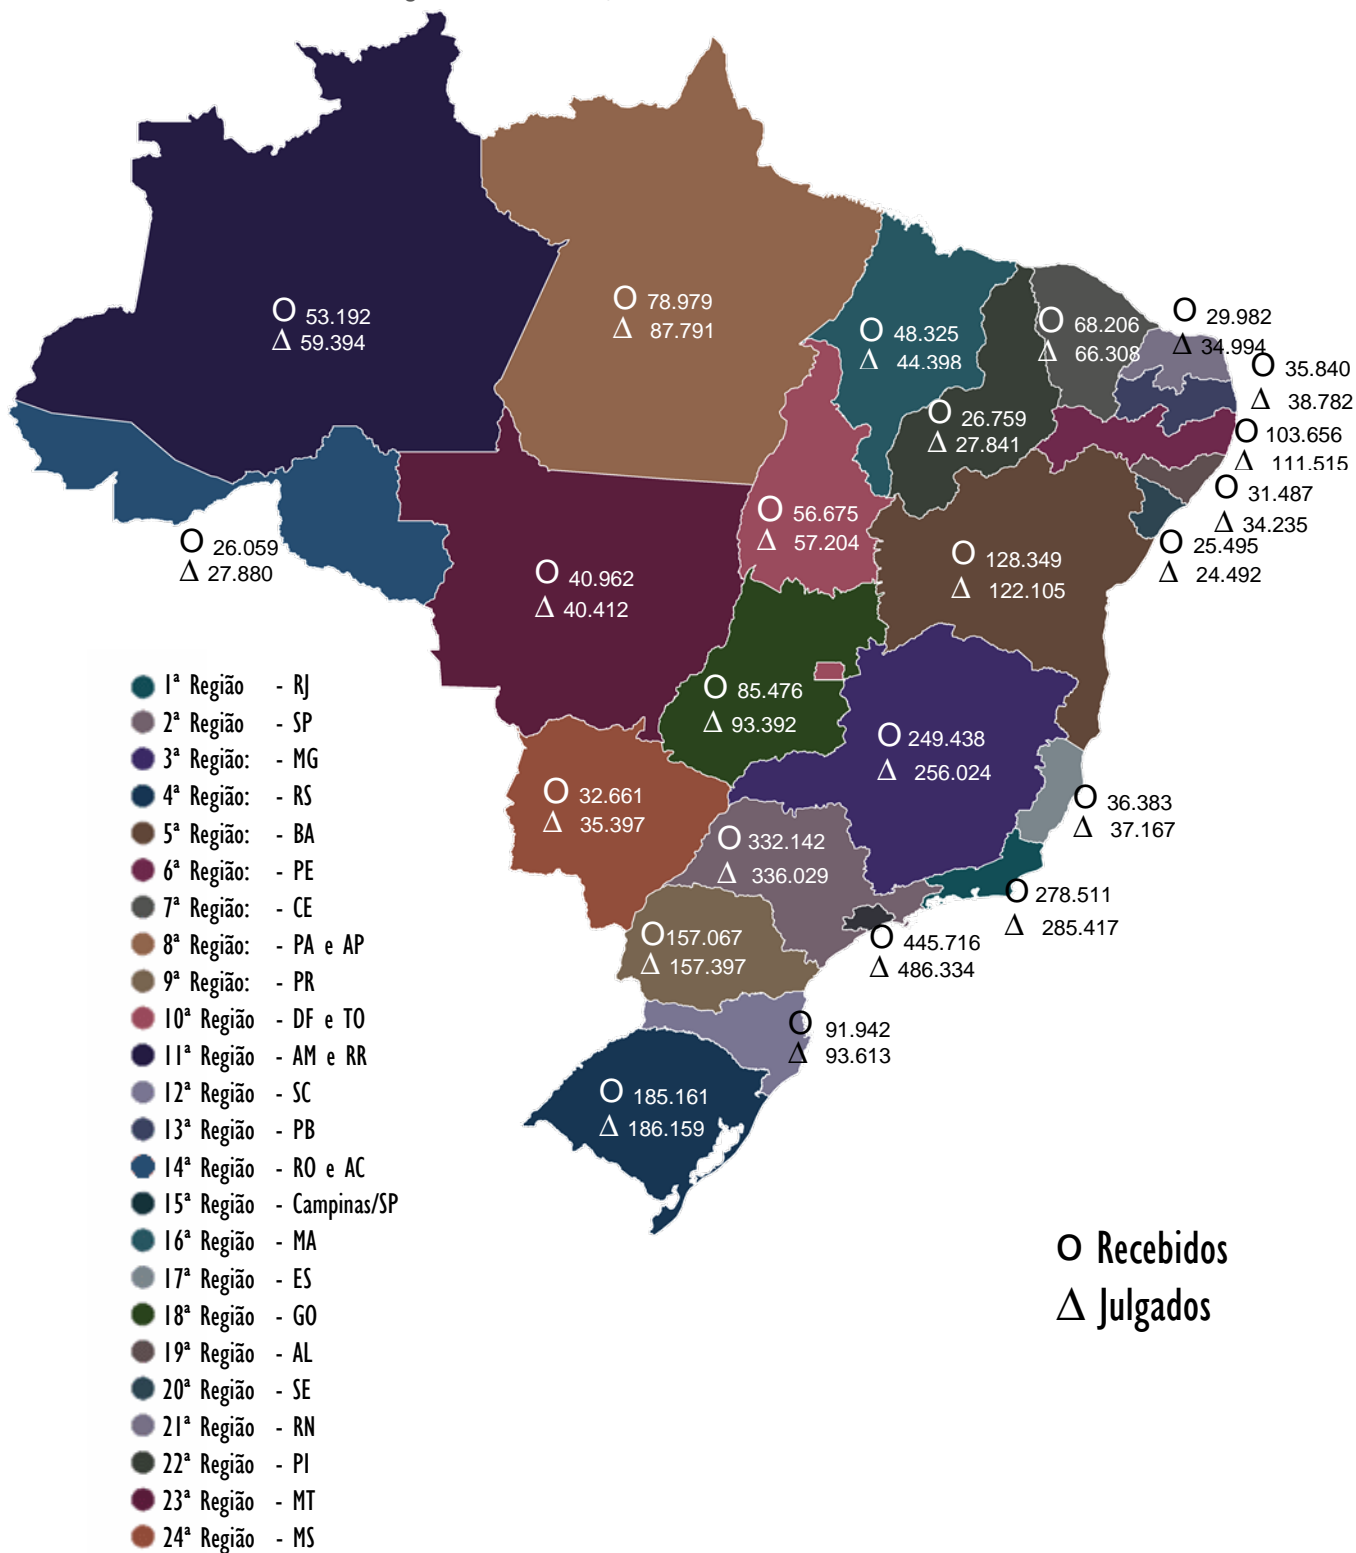 O 53.192
Δ 59.394
O 78.979
Δ 87.791
O 48.325
Δ 44.398
O 68.206
Δ 66.308
O 29.982
Δ 34.994
O 35.840
Δ 38.782
O 26.759
Δ 27.841
O 103.656
Δ 111.515
O 31.487
Δ 34.235
O 25.495
Δ 24.492
O 56.675
Δ 57.204
O 26.059
Δ 27.880
O 40.962
Δ 40.412
O 128.349
Δ 122.105
O 85.476
Δ 93.392
O 249.438
Δ 256.024
O 32.661
Δ 35.397
O 36.383
Δ 37.167
O 332.142
Δ 336.029
O 278.511
Δ 285.417
O 157.067
Δ 157.397
O 445.716
Δ 486.334
O 91.942
Δ 93.613
O 185.161
Δ 186.159
1ª Região - RJ
2ª Região - SP
3ª Região: - MG
4ª Região: - RS
5ª Região: - BA
6ª Região: - PE
7ª Região: - CE
8ª Região: - PA e AP
9ª Região: - PR
10ª Região - DF e TO
11ª Região - AM e RR
12ª Região - SC
13ª Região - PB
14ª Região - RO e AC
15ª Região - Campinas/SP
16ª Região - MA
17ª Região - ES
18ª Região - GO
19ª Região - AL
20ª Região - SE
21ª Região - RN
22ª Região - PI
23ª Região - MT
24ª Região - MS
O Recebidos
Δ Julgados